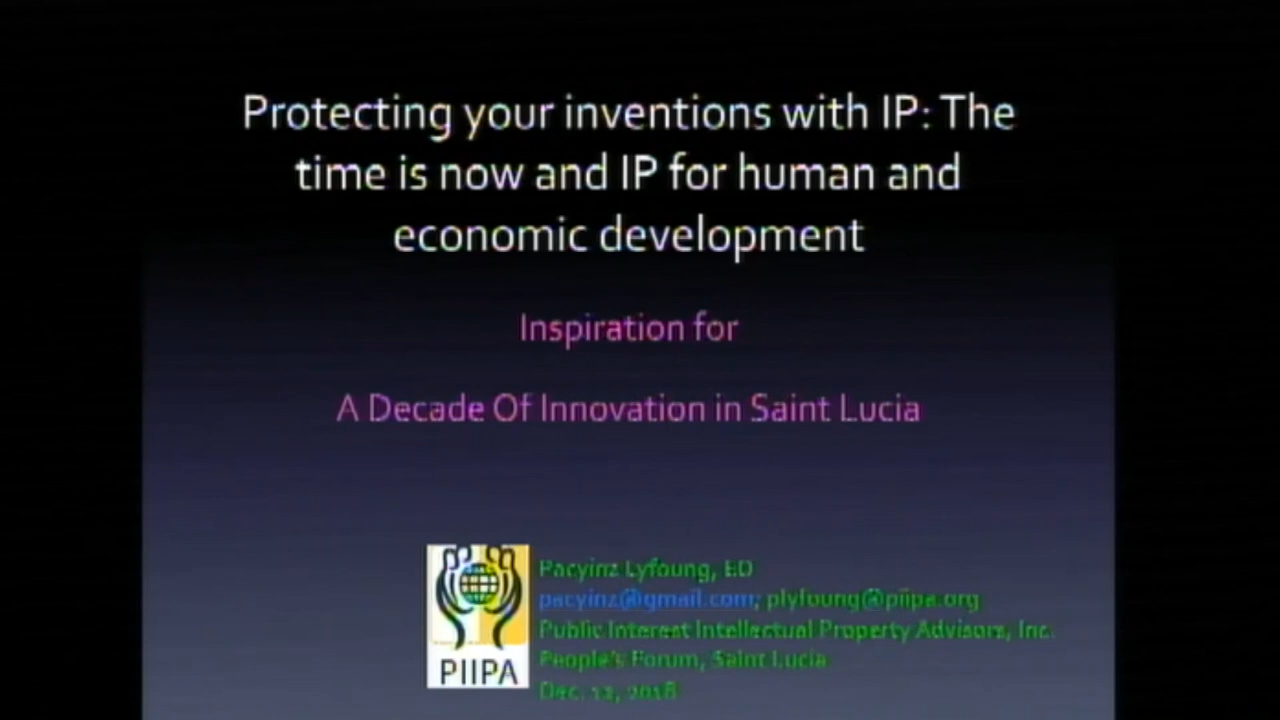 Protecting your inventions with IP: The
time is now and IP for human and
economic development
Inspiration for
A Decade Of Innovation in Saint Lucia
PIIPA
Pacyinz Lyfoung, ED
pacyinz@gmail.com; plyfoung@piipa.org
Public Interest Intellectual Property Advisors, Inc.
People's Forum, Saint Lucia
Dec.